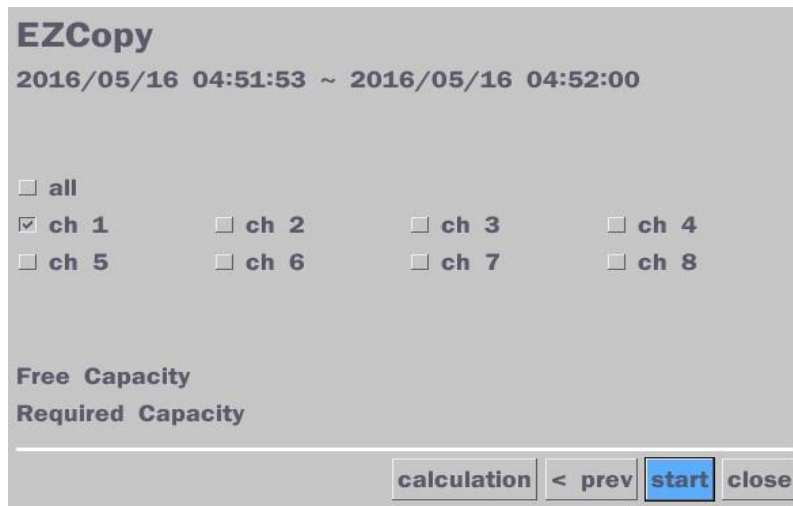 EZCopy
2016/05/16 04:51:53 ~ 2016/05/16 04:52:00
all
ch 1 ch 2 ch 3 ch 4
ch 5 ch 6 ch 7 ch 8
Free Capacity
Required Capacity
calculation < prev start close